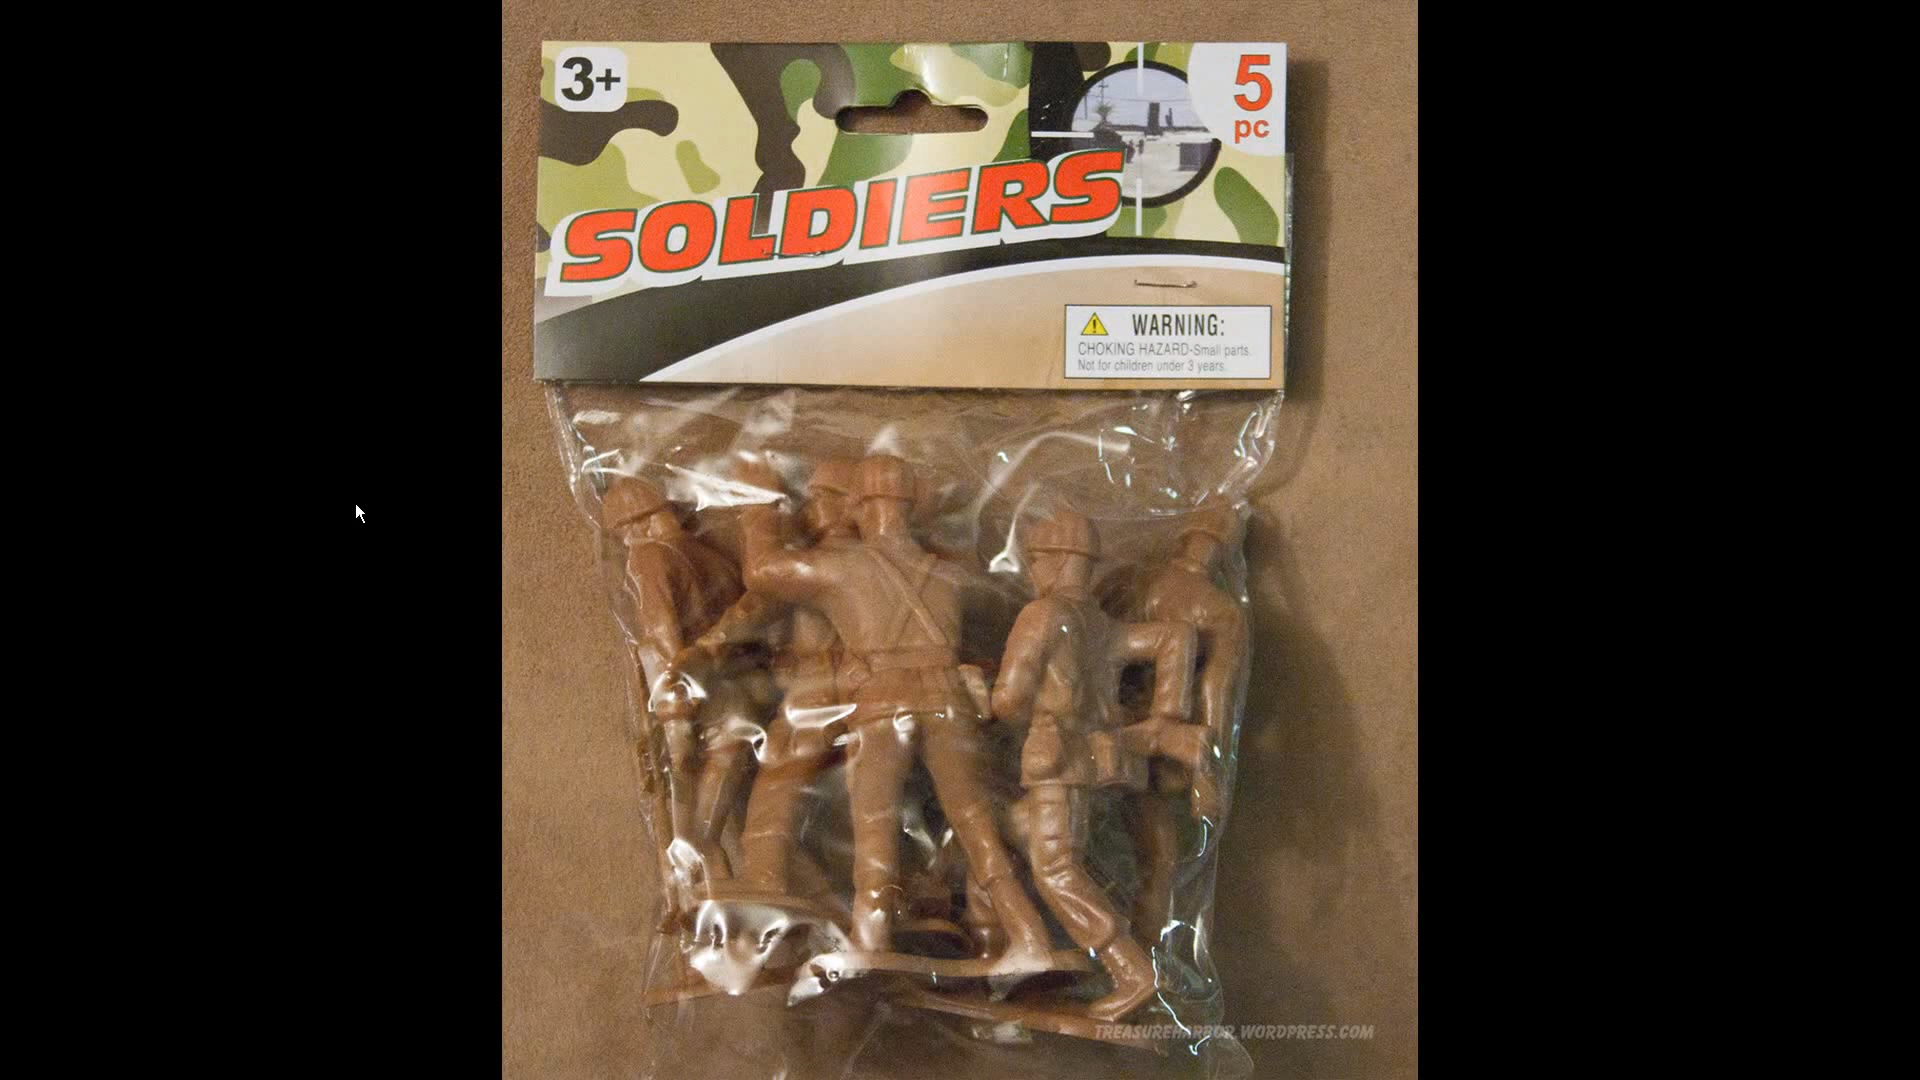 3+
5
pc
SOLDIERS
WARNING:
CHOKING HAZARD-Small parts.
Not for children under 3 years.
TREASUREHARBOR.WORDPRESS.COM